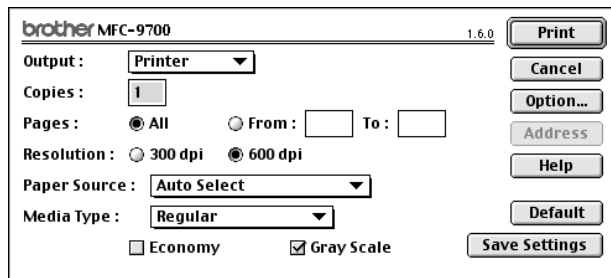 brother MFC-9700 1.6.0 Print
Output : Printer Cancel
Copies : 1 Option...
Pages : All From : To : Address
Resolution : 300 dpi 600 dpi Help
Paper Source : Auto Select
Media Type : Regular Default
Economy Gray Scale Save Settings